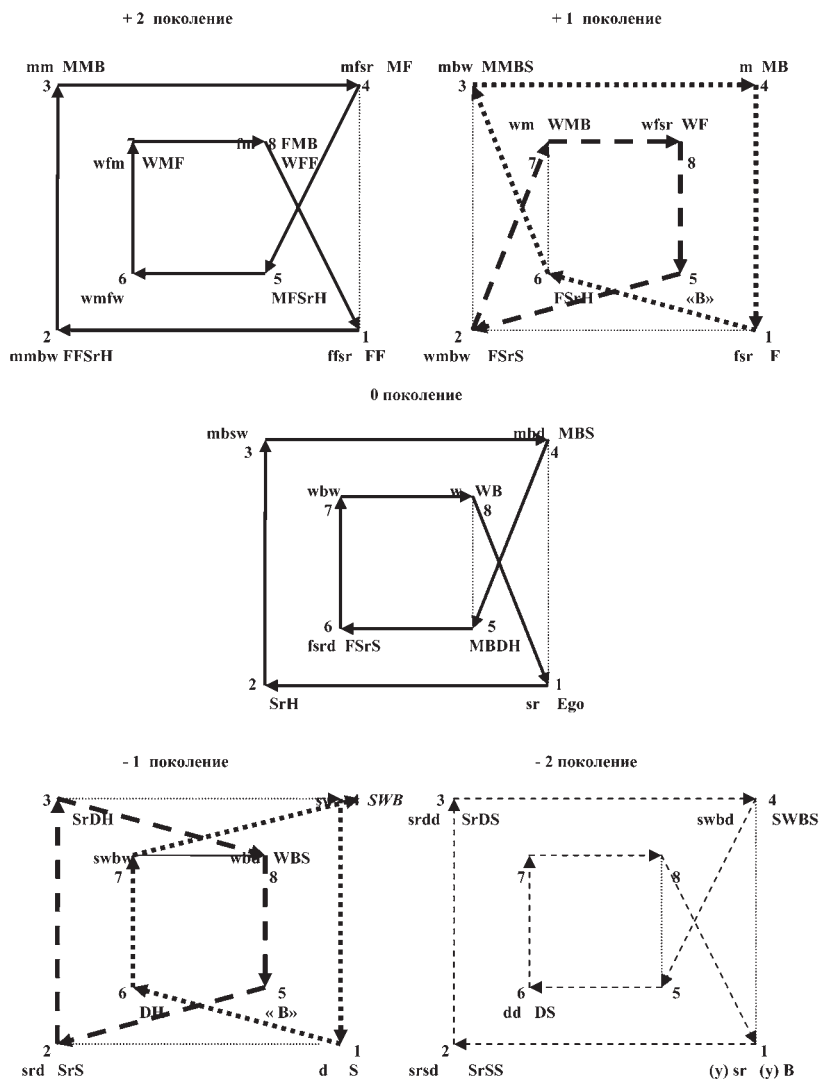 + 2 поколение
+ 1 поколение
mm MMB
mfsr MF
3
4
7
fm 8 FMB
wfm WMF
WFF
6
5
wmfw
MFSrH
2
1
mmbw FFSrH
ffsr FF
mbw MMBS
m MB
3
4
wm WMB
wfsr WF
7
8
6
5
FSrH
«B»
2
1
wmbw FSrS
fsr F
0 поколение
mbsw
mbd MBS
3
4
wbw
w WB
7
8
6
5
fsrd FSrS
MBDH
2
1
SrH
sr Ego
- 1 поколение
- 2 поколение
3
SWB
SrDH
swbw
wbd WBS
7
8
6
5
DH
« B»
2
1
srd SrS
d S
3
4
srdd SrDS
swbd SWBS
7
8
6
5
dd DS
2
1
srsd SrSS
(y) sr (y) B